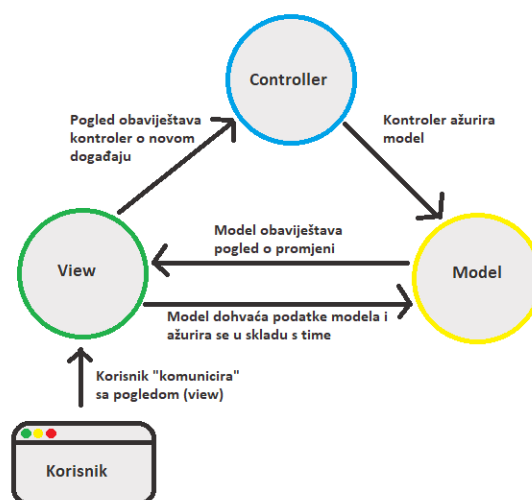 Controller
Pogled obaviještava
kontroler o novom
događaju
Kontroler ažurira
model
Model obaviještava
pogled o promjeni
View
Model
Model dohvaća podatke modela i
ažurira se u skladu s time
Korisnik "komunicira"
sa pogledom (view)
Korisnik